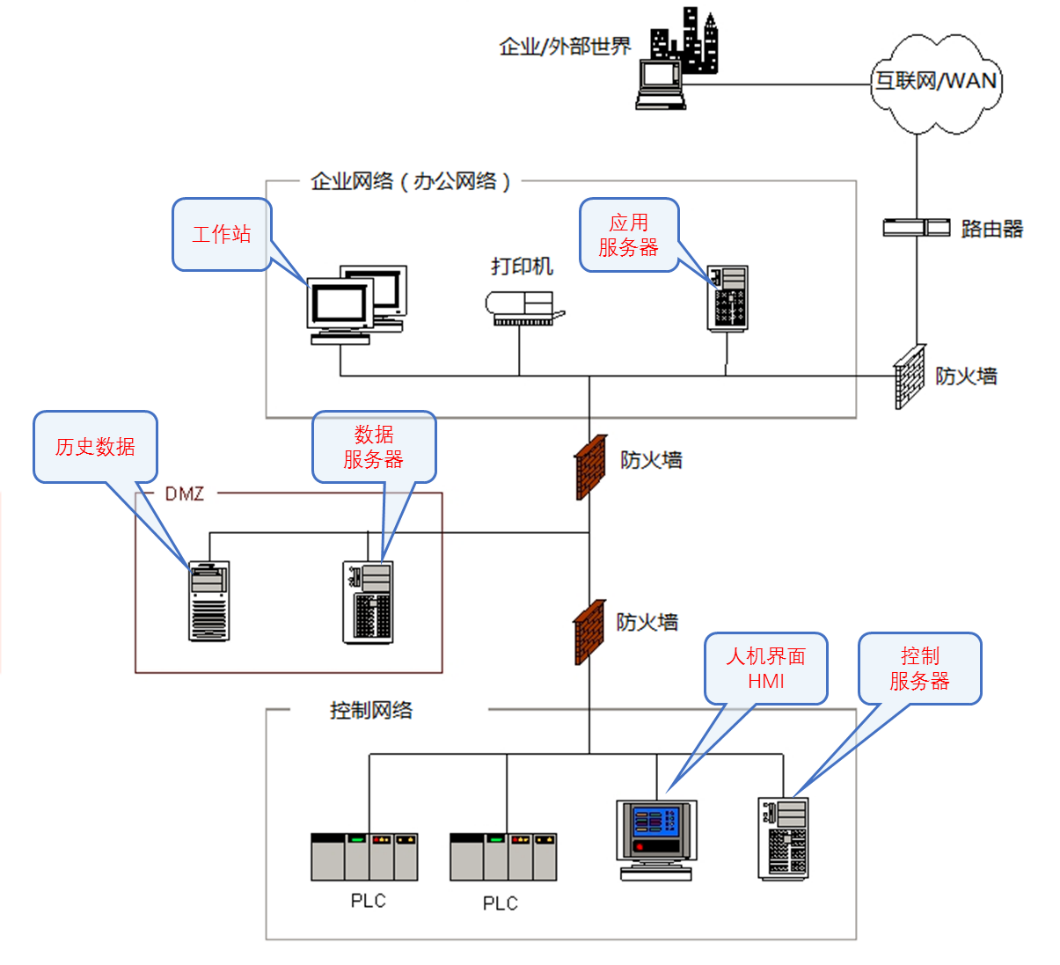 企业/外部世界
互联网/WAN
企业网络（办公网络）
工作站
应用
服务器
路由器
打印机
防火墙
历史数据
数据
服务器
防火墙
DMZ
防火墙
人机界面
HMI
控制
服务器
控制网络
PLC
PLC